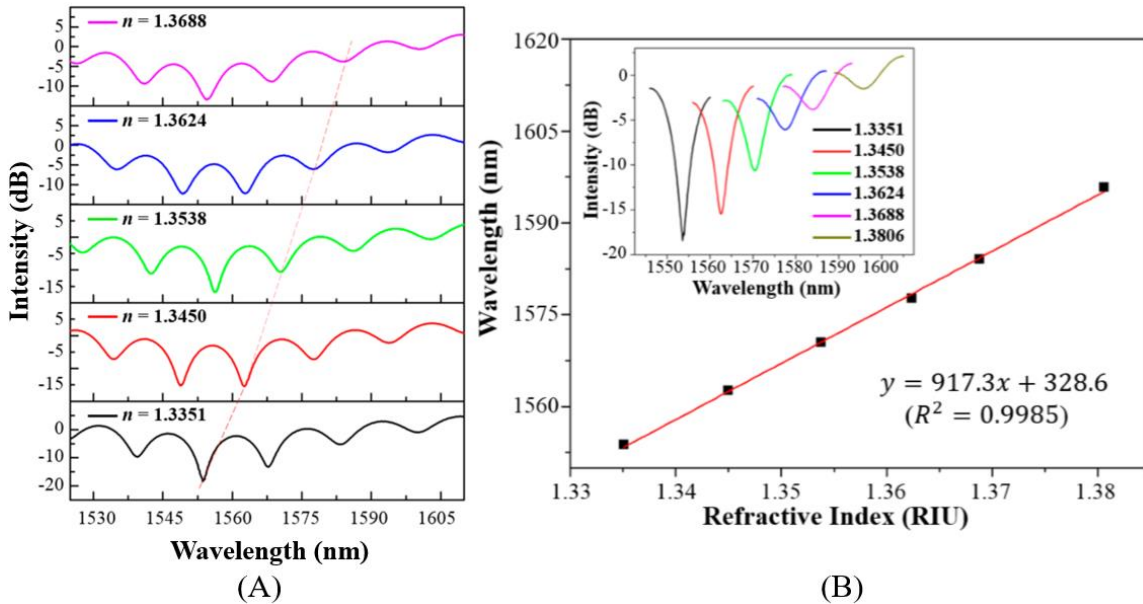 Intensity (dB)
5
0
-5
-10
n = 1.3688
5
0
-5
-10
n = 1.3624
5
-5
-15
n = 1.3538
5
-5
-15
n = 1.3450
0
-10
-20
n = 1.3351
1530 1545 1560 1575 1590 1605
Wavelength (nm)
(A)
Wavelength (nm)
1620
1605
1590
1575
1560
1.33 1.34 1.35 1.36 1.37 1.38
Refractive Index (RIU)
Intensity (dB)
0
-5
-10
-15
-20
1.3351
1.3450
1.3538
1.3624
1.3688
1.3806
1550 1560 1570 1580 1590 1600
Wavelength (nm)
y = 917.3x + 328.6
(R² = 0.9985)
(B)